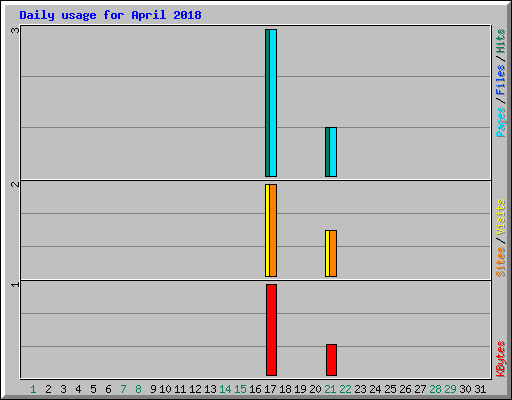 Daily usage for April 2018
3
2
1
Pages/Files/Hits
Sites/Visits
KBytes
1 2 3 4 5 6 7 8 9 10 11 12 13 14 15 16 17 18 19 20 21 22 23 24 25 26 27 28 29 30 31